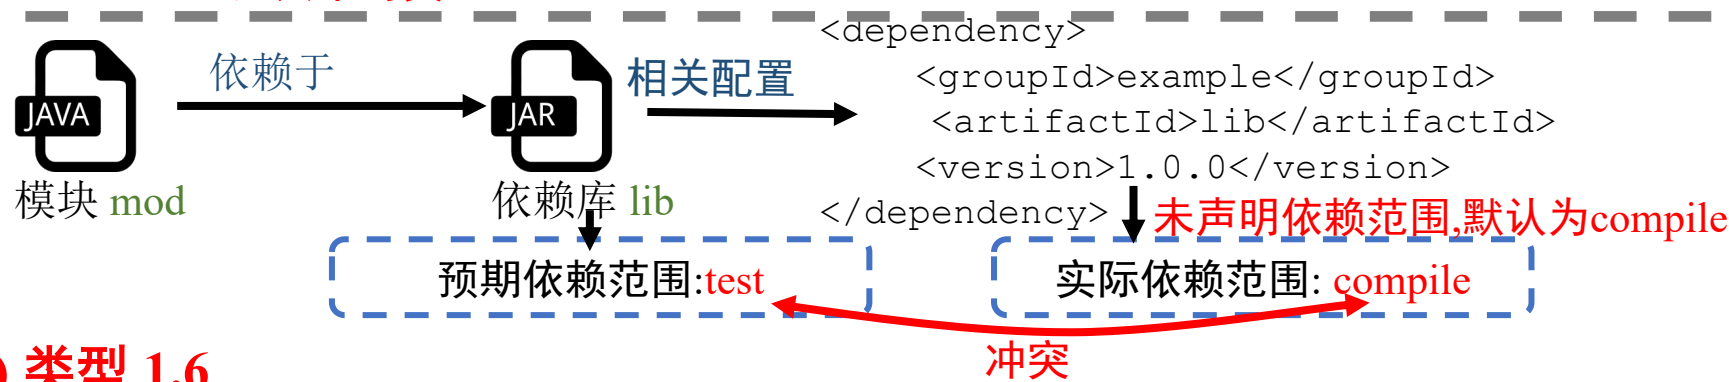 <dependency>
依赖于
相关配置
<groupId>example</groupId>
JAVA
JAR
<artifactId>lib</artifactId>
<version>1.0.0</version>
模块 mod
依赖库 lib
</dependency>
未声明依赖范围,默认为compile
预期依赖范围:test
实际依赖范围: compile
冲突
) 类型 1.6